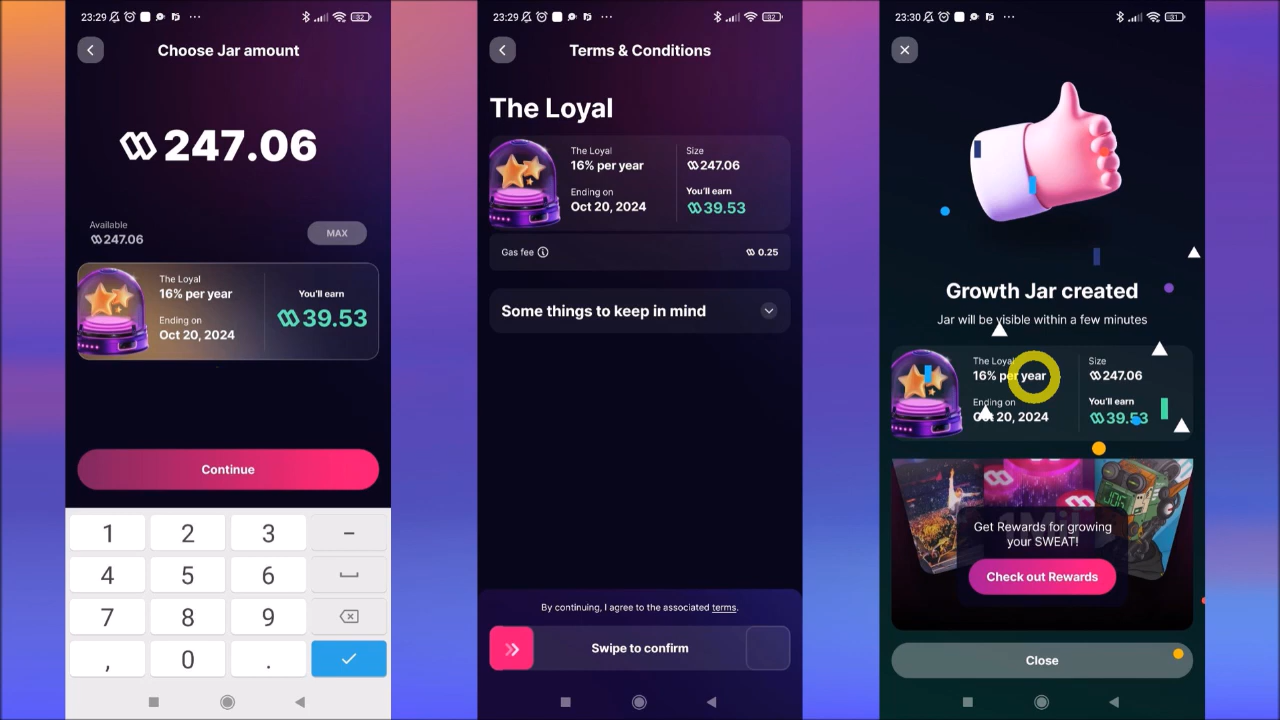 23:29
82
Choose Jar amount
247.06
Available
247.06
MAX
The Loyal
16% per year
Ending on
Oct 20, 2024
You'll earn
39.53
Continue
1 2 3 -
4 5 6
7 8 9
, 0 .
23:29
82
Terms & Conditions
The Loyal
The Loyal
16% per year
Ending on
Oct 20, 2024
Size
247.06
You'll earn
39.53
Gas fee
0.25
Some things to keep in mind
By continuing, I agree to the associated terms.
Swipe to confirm
23:30
81
Growth Jar created
Jar will be visible within a few minutes
The Loyal
16% per year
Ending on
Oct 20, 2024
Size
247.06
You'll earn
39.53
Get Rewards for growing
your SWEAT!
Check out Rewards
Close